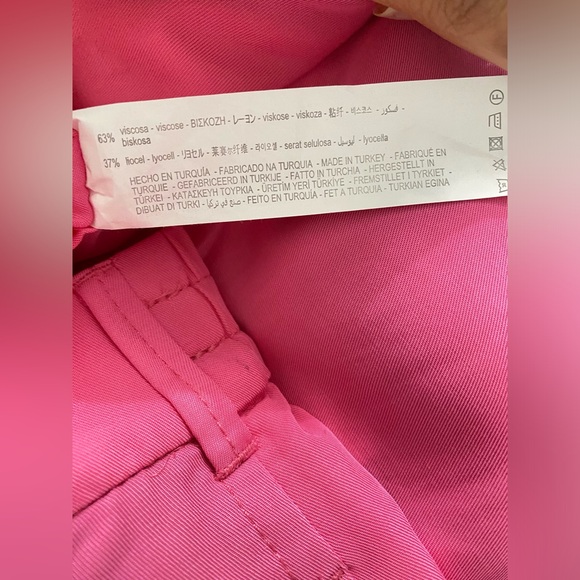 63% viscosa - viscose - ΒΙΣΚΟΖΗ - レーヨン - viskose - viskoza - 粘纤 - 비스코스 - فسكوز -
biskosa
37% liocel - lyocell - リヨセル - 莱赛尔纤维 - 라이오셀 - serat selulosa - ليوسيل - lyocella
HECHO EN TURQUÍA - FABRICADO NA TURQUIA - MADE IN TURKEY - FABRIQUÉ EN
TURQUIE - GEFABRICEERD IN TURKIJE - FATTO IN TURCHIA - HERGESTELLT IN
TÜRKEI - ΚΑΤΑΣΚΕΥΗ ΤΟΥΡΚΙΑ - ÜRETİM YERİ TÜRKİYE - FREMSTILLET I TYRKIET -
DIBUAT DI TURKI - صنع في تركيا - FEITO EN TURQUÍA - FET A TURQUIA - TURKIAN EGINA
F